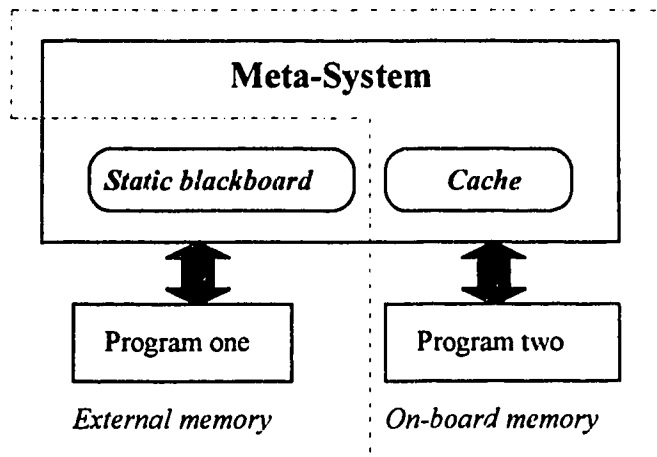 Meta-System
Static blackboard
Cache
Program one
Program two
External memory
On-board memory